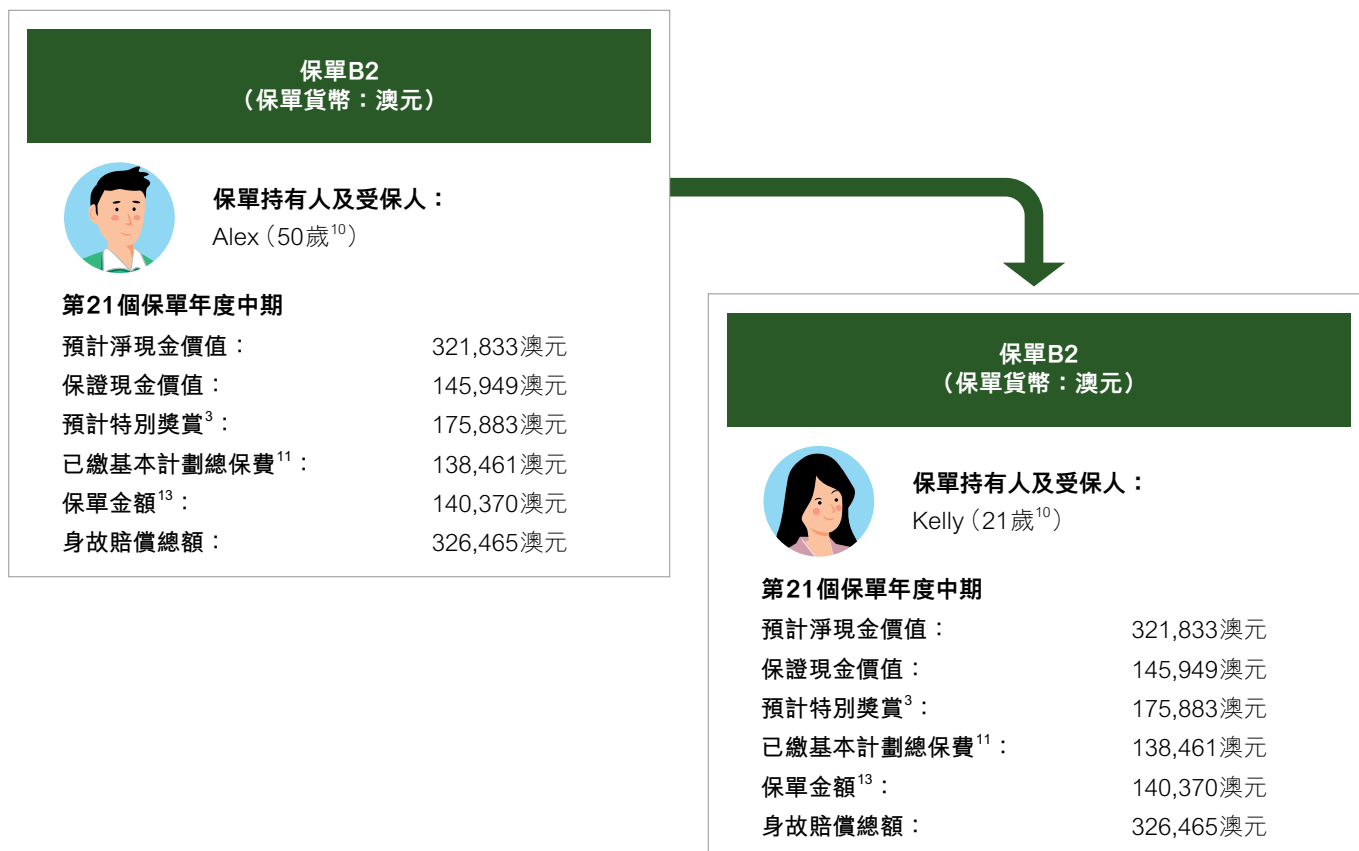 保單B2
（保單貨幣：澳元）
保單持有人及受保人：
Alex（50歲10）
第21個保單年度中期
預計淨現金價值： 321,833澳元
保證現金價值： 145,949澳元
預計特別獎賞3： 175,883澳元
已繳基本計劃總保費11： 138,461澳元
保單金額13： 140,370澳元
身故賠償總額： 326,465澳元
保單B2
（保單貨幣：澳元）
保單持有人及受保人：
Kelly（21歲10）
第21個保單年度中期
預計淨現金價值： 321,833澳元
保證現金價值： 145,949澳元
預計特別獎賞3： 175,883澳元
已繳基本計劃總保費11： 138,461澳元
保單金額13： 140,370澳元
身故賠償總額： 326,465澳元